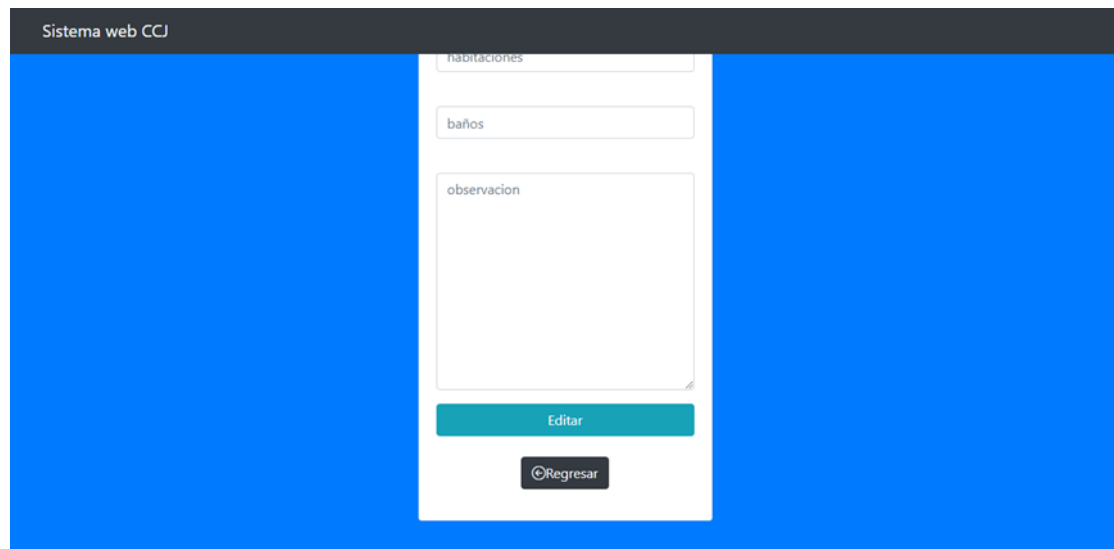 Sistema web CCJ
habitaciones
baños
observacion
Editar
Regresar